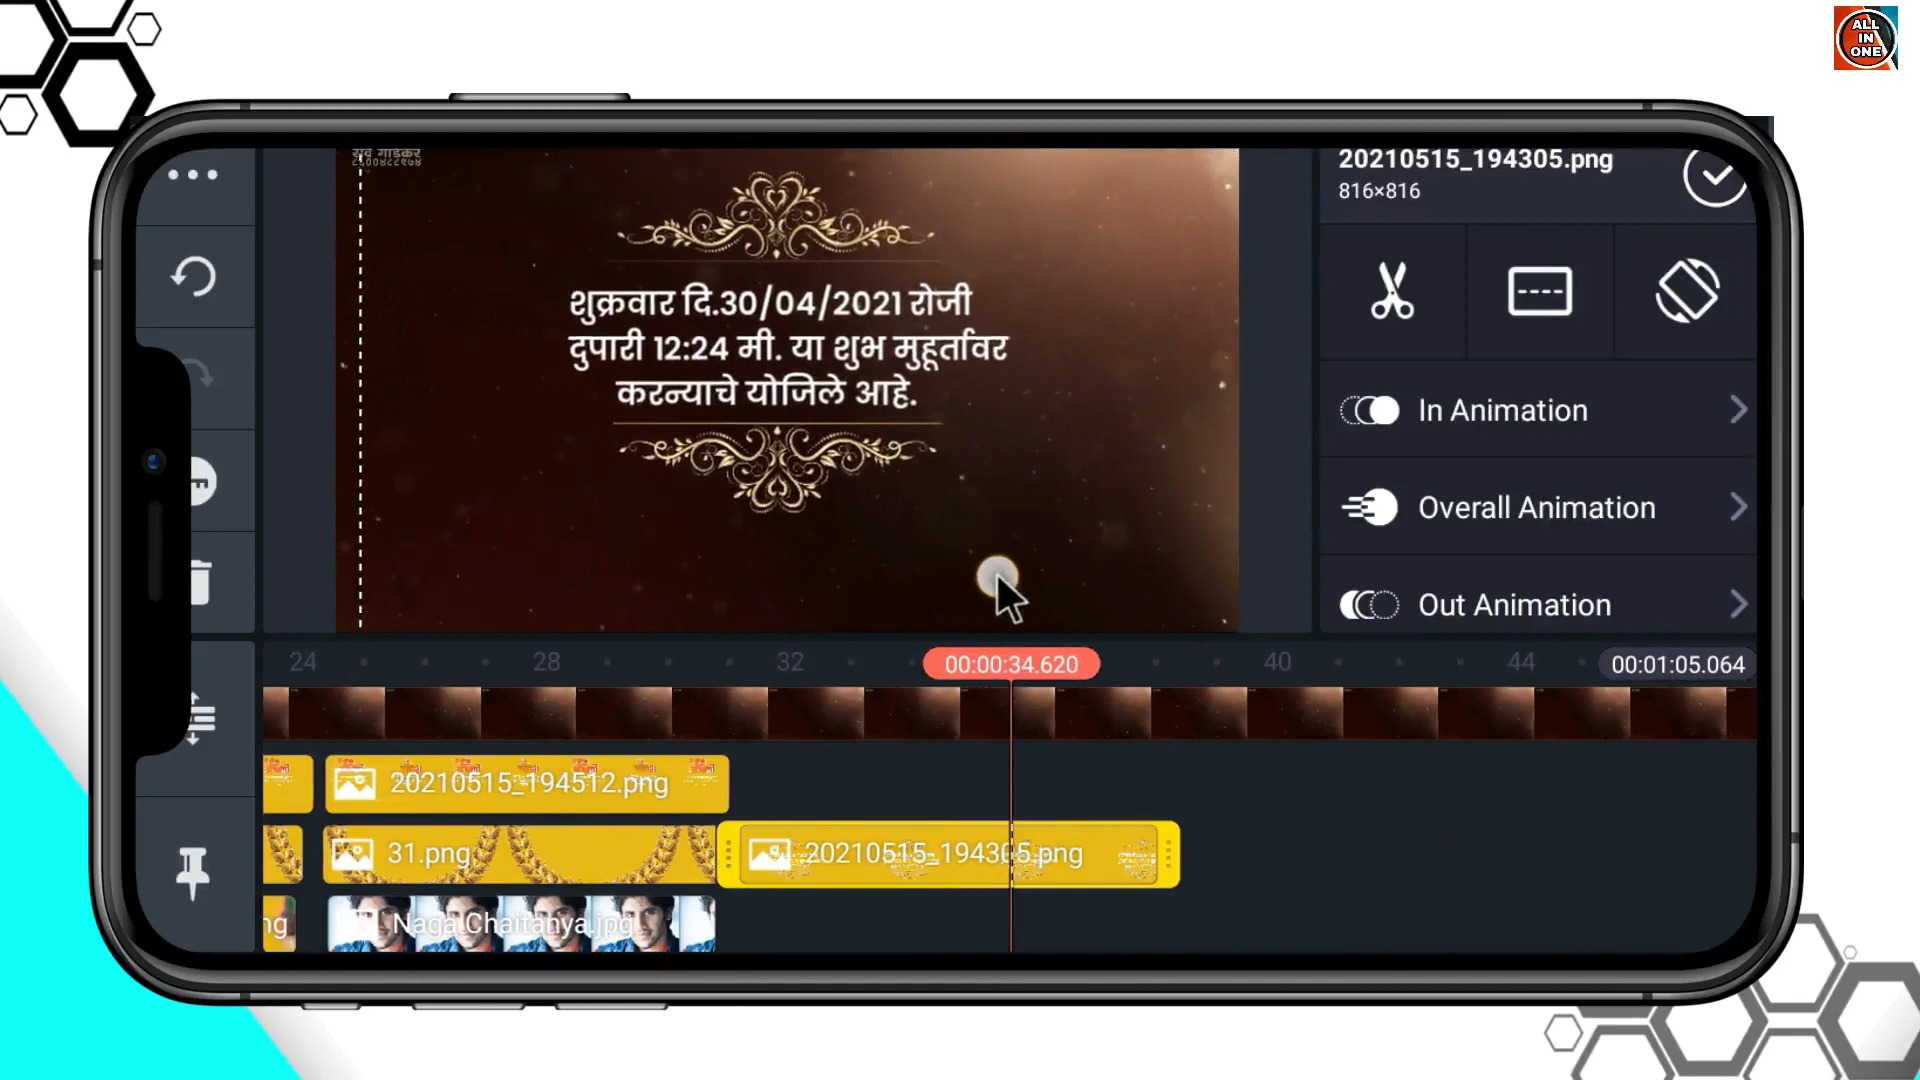 ALL
IN
ONE
20210515_194305.png
816×816
शुक्रवार दि.30/04/2021 रोजी
दुपारी 12:24 मी. या शुभ मुहूर्तावर
करन्याचे योजिले आहे.
In Animation
Overall Animation
Out Animation
24
28
32
00:00:34.620
40
44
00:01:05.064
20210515_194512.png
31.png
20210515_194305.png
ng
Naga Chaitanya.jpg